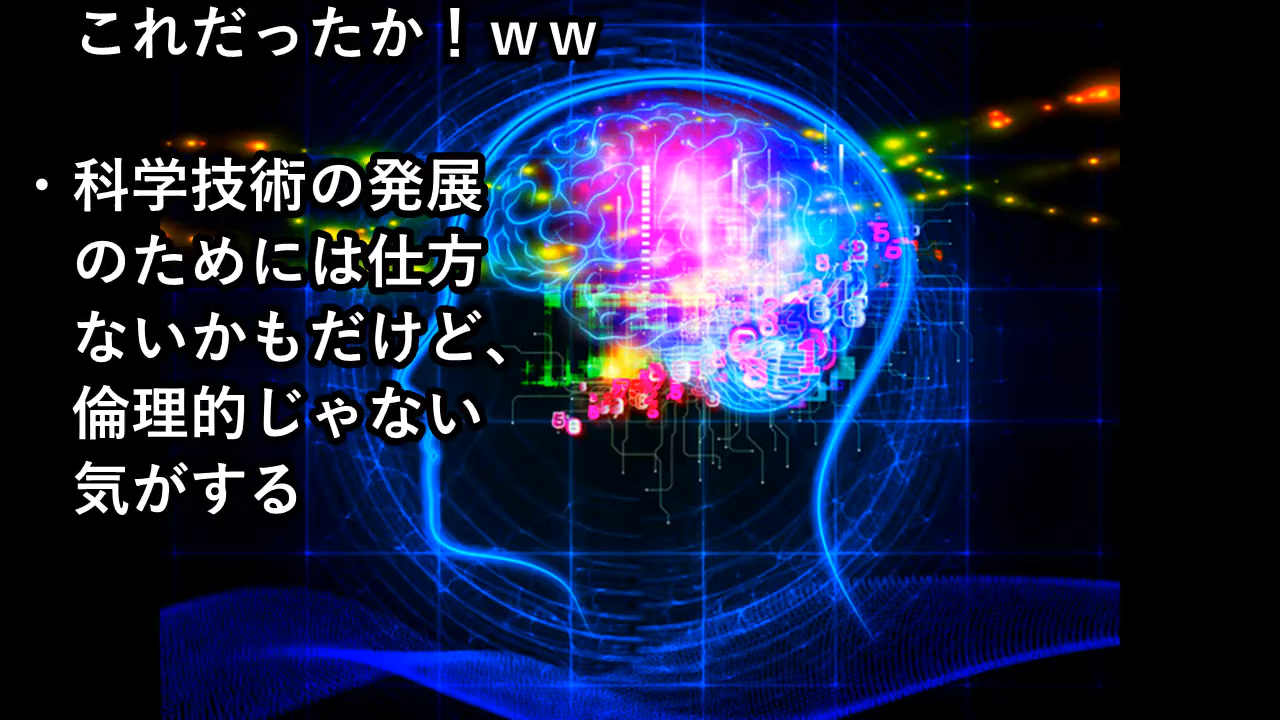 これだったか！ｗｗ
・科学技術の発展
のためには仕方
ないかもだけど、
倫理的じゃない
気がする